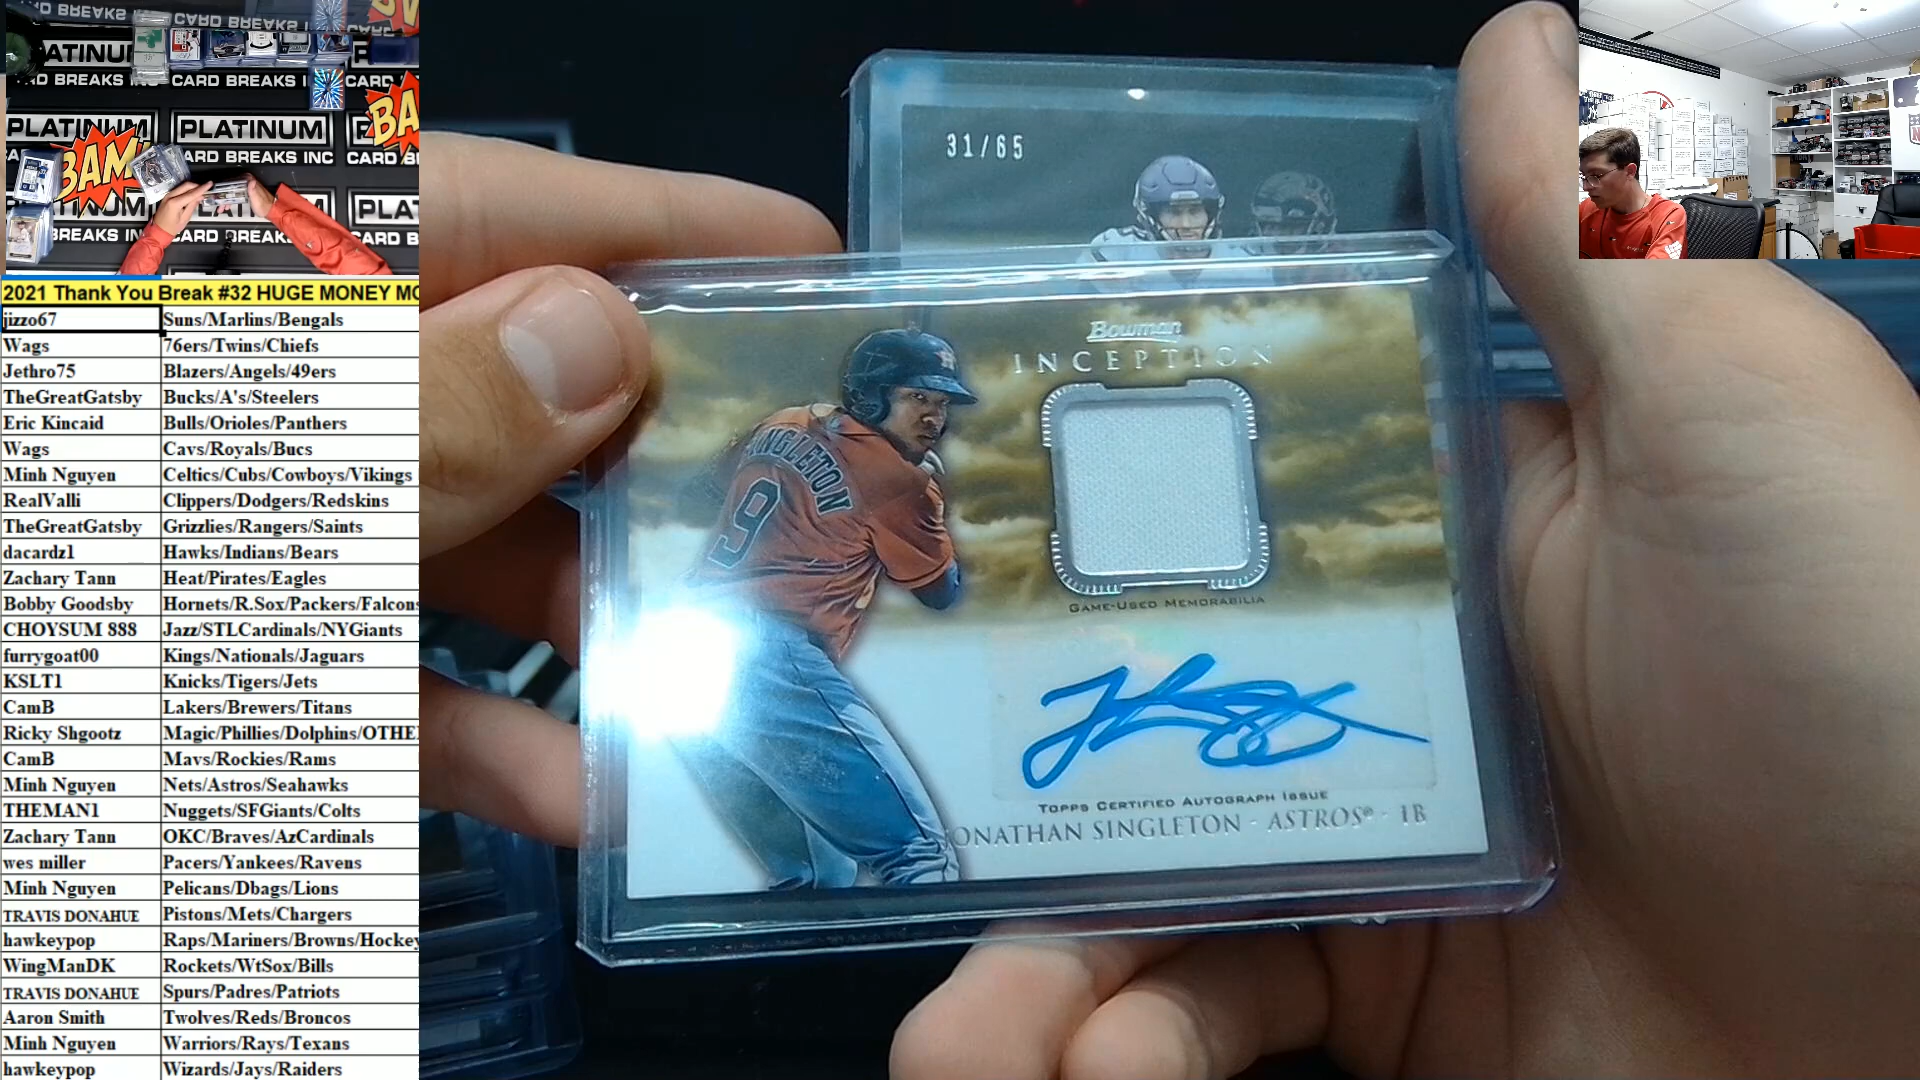 CARD BREAKS
PLATINUM
CARD BREAKS INC
PLATINUM
CARD BREAKS INC
BAM!
2021 Thank You Break #32 HUGE MONEY
jizzo67 Suns/Marlins/Bengals
Wags 76ers/Twins/Chiefs
Jethro75 Blazers/Angels/49ers
TheGreatGatsby Bucks/A's/Steelers
Eric Kincaid Bulls/Orioles/Panthers
Wags Cavs/Royals/Bucs
Minh Nguyen Celtics/Cubs/Cowboys/Vikings
RealValli Clippers/Dodgers/Redskins
TheGreatGatsby Grizzlies/Rangers/Saints
dacardz1 Hawks/Indians/Bears
Zachary Tann Heat/Pirates/Eagles
Bobby Goodsby Hornets/R.Sox/Packers/Falcons
CHOYSUM 888 Jazz/STLCardinals/NYGiants
furrygoat00 Kings/Nationals/Jaguars
KSLT1 Knicks/Tigers/Jets
CamB Lakers/Brewers/Titans
Ricky Shgootz Magic/Phillies/Dolphins/OTHE
CamB Mavs/Rockies/Rams
Minh Nguyen Nets/Astros/Seahawks
THEMAN1 Nuggets/SFGiants/Colts
Zachary Tann OKC/Braves/AzCardinals
wes miller Pacers/Yankees/Ravens
Minh Nguyen Pelicans/Dbags/Lions
TRAVIS DONAHUE Pistons/Mets/Chargers
hawkeypop Raps/Mariners/Browns/Hockey
WingManDK Rockets/WtSox/Bills
TRAVIS DONAHUE Spurs/Padres/Patriots
Aaron Smith Twolves/Reds/Broncos
Minh Nguyen Warriors/Rays/Texans
hawkeypop Wizards/Jays/Raiders
31/65
Bowman
INCEPTION
SINGLETON
9
GAME-USED MEMORABILIA
TOPPS CERTIFIED AUTOGRAPH ISSUE
JONATHAN SINGLETON - ASTROS® - 1B